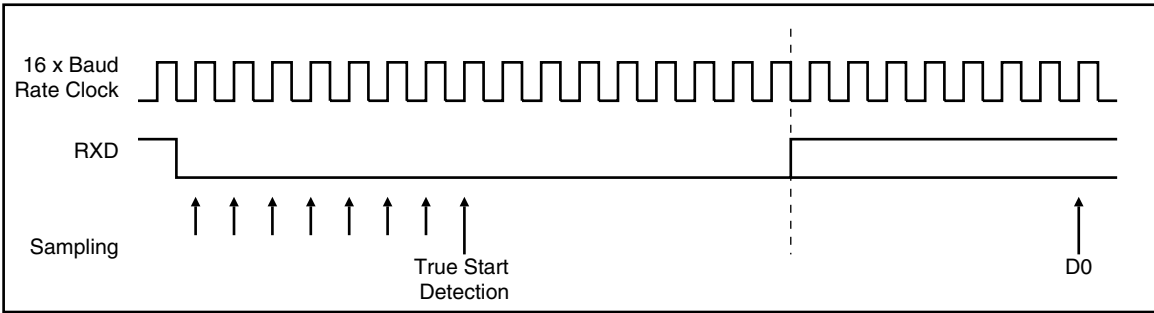 16 x Baud
Rate Clock
RXD
Sampling
True Start
Detection
D0